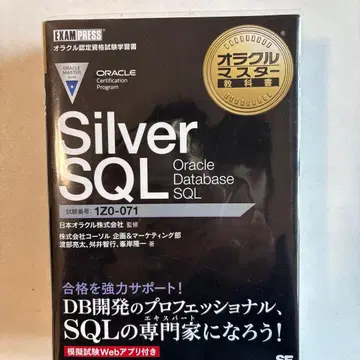 EXAMPRESS
オラクル認定資格試験学習書
ORACLE MASTER
ORACLE
Certification
Program
オラクル
マスター
教科書
Silver
SQL
Oracle
Database
SQL
試験番号:1Z0-071
日本オラクル株式会社 監修
株式会社コーソル 企画&マーケティング部
渡部亮太、舛井智行、峯岸隆一 著
合格を強力サポート!
DB開発のプロフェッショナル、
エキスパート
SQLの専門家になろう!
模擬試験Webアプリ付き
SE